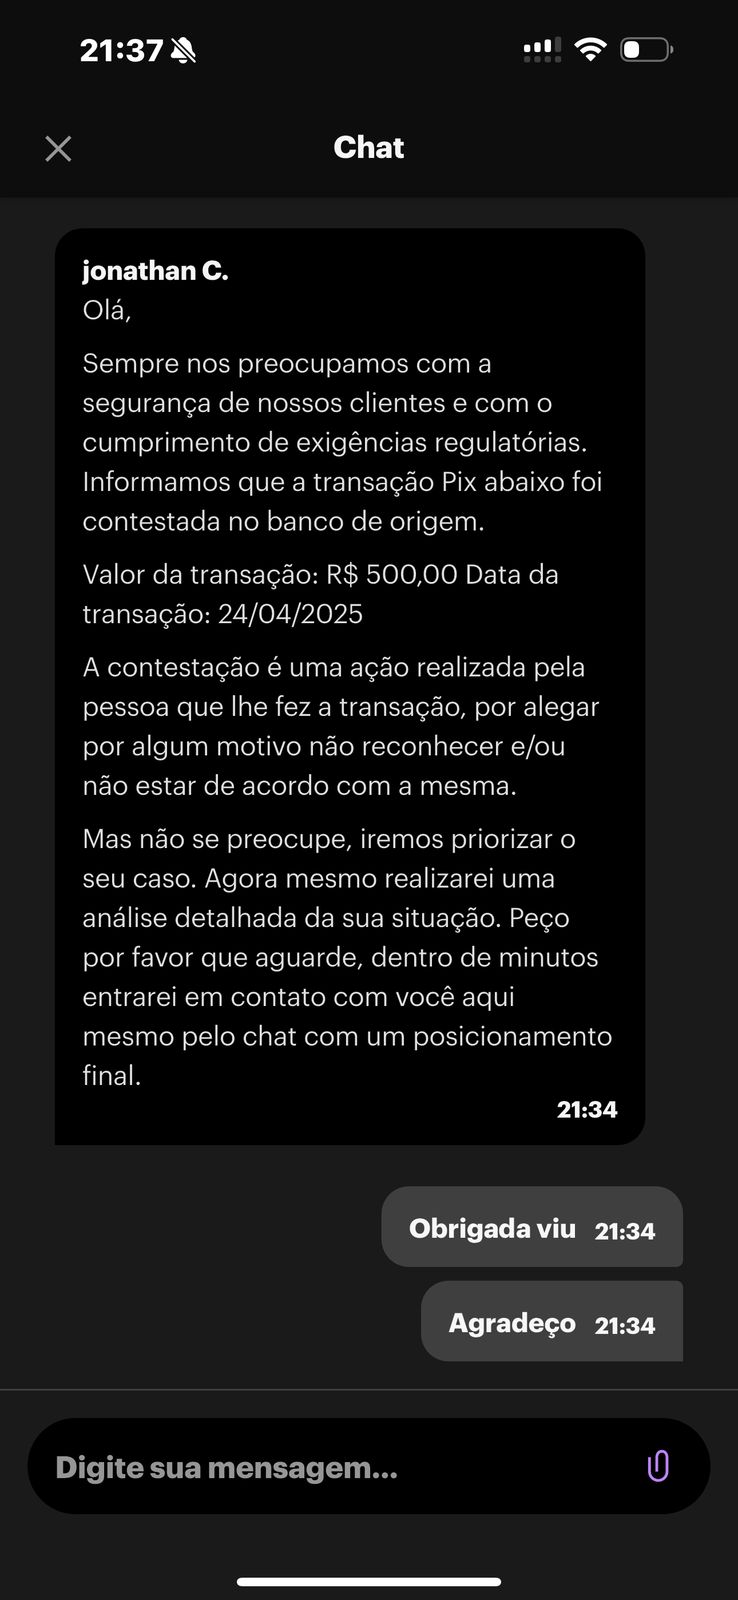 21:37
Chat
jonathan C.
Olá,
Sempre nos preocupamos com a
segurança de nossos clientes e com o
cumprimento de exigências regulatórias.
Informamos que a transação Pix abaixo foi
contestada no banco de origem.
Valor da transação: R$ 500,00 Data da
transação: 24/04/2025
A contestação é uma ação realizada pela
pessoa que lhe fez a transação, por alegar
por algum motivo não reconhecer e/ou
não estar de acordo com a mesma.
Mas não se preocupe, iremos priorizar o
seu caso. Agora mesmo realizarei uma
análise detalhada da sua situação. Peço
por favor que aguarde, dentro de minutos
entrarei em contato com você aqui
mesmo pelo chat com um posicionamento
final.
21:34
Obrigada viu 21:34
Agradeço 21:34
Digite sua mensagem...